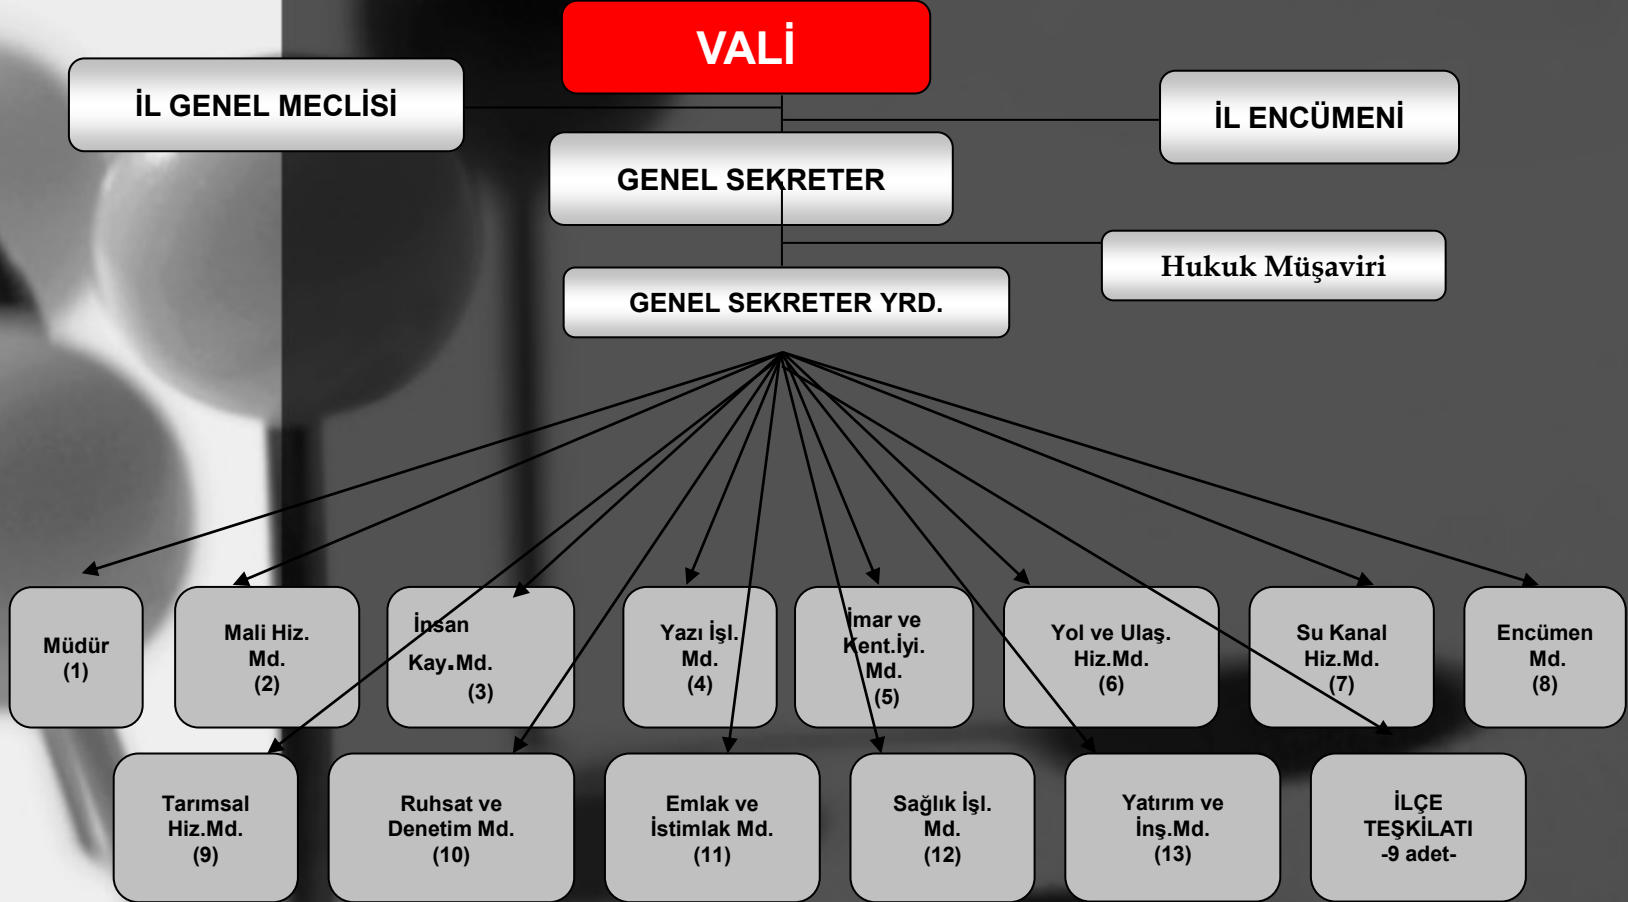 VALİ
İL GENEL MECLİSİ
İL ENCÜMENİ
GENEL SEKRETER
Hukuk Müşaviri
GENEL SEKRETER YRD.
Müdür
(1)
Mali Hiz.
Md.
(2)
İnsan
Kay.Md.
(3)
Yazı İşl.
Md.
(4)
İmar ve
Kent.İyi.
Md.
(5)
Yol ve Ulaş.
Hiz.Md.
(6)
Su Kanal
Hiz.Md.
(7)
Encümen
Md.
(8)
Tarımsal
Hiz.Md.
(9)
Ruhsat ve
Denetim Md.
(10)
Emlak ve
İstimlak Md.
(11)
Sağlık İşl.
Md.
(12)
Yatırım ve
İnş.Md.
(13)
İLÇE
TEŞKİLATI
-9 adet-